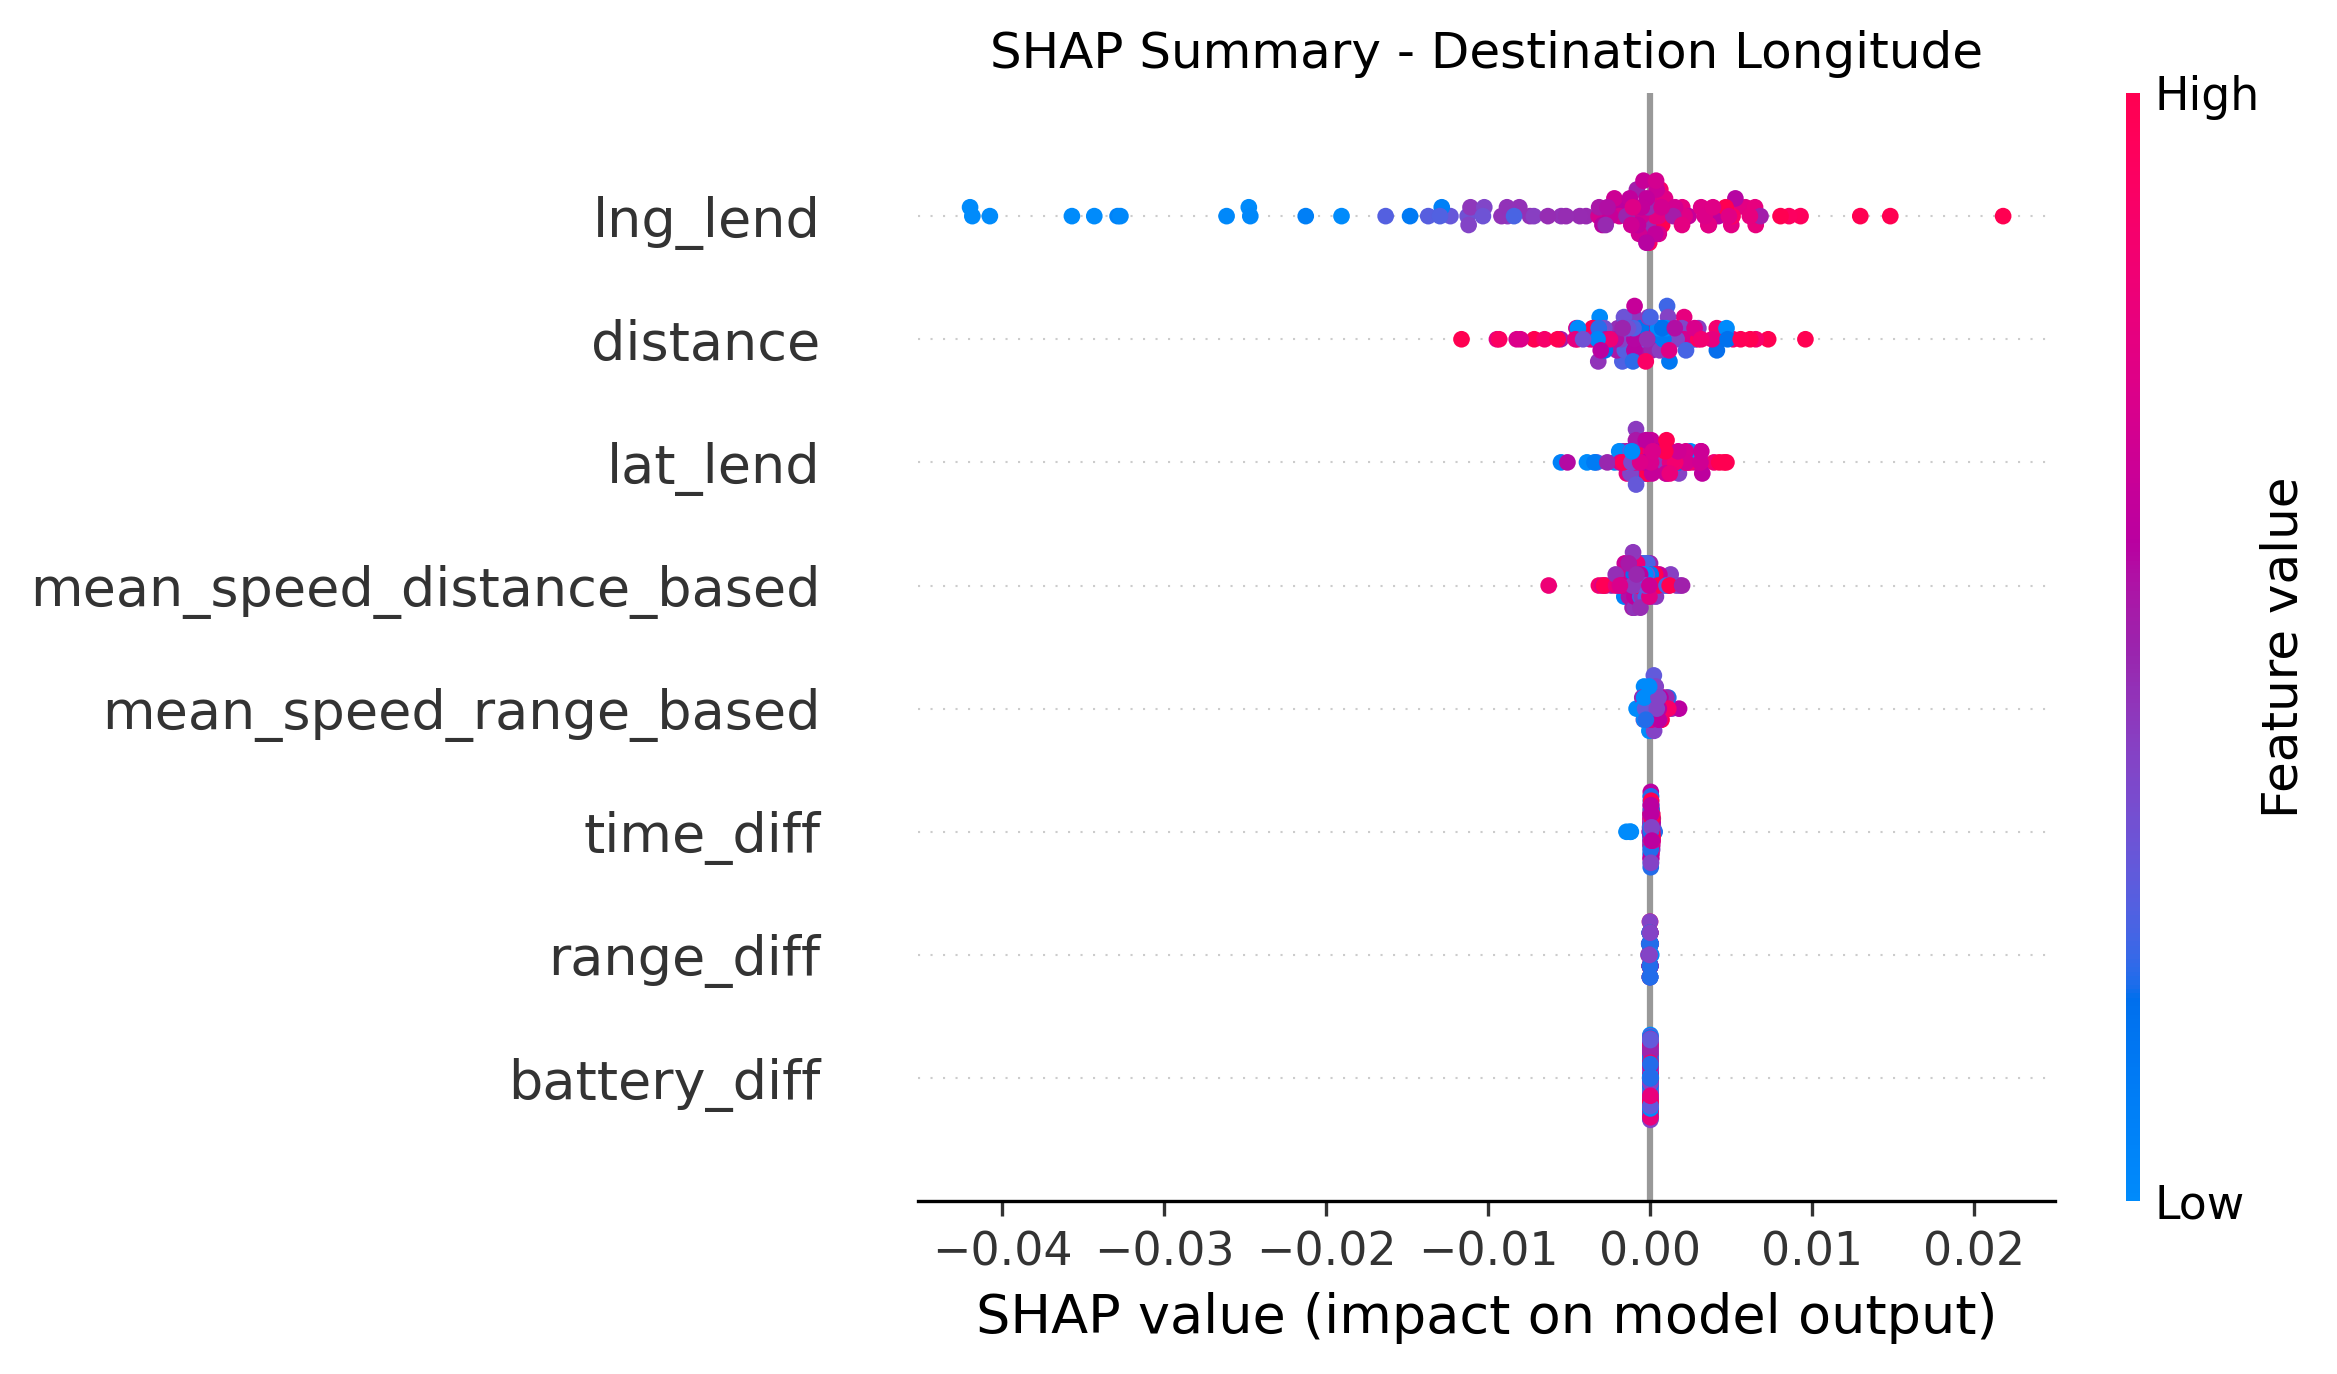 SHAP Summary - Destination Longitude
High
lng_lend
distance
lat_lend
mean_speed_distance_based
mean_speed_range_based
time_diff
range_diff
battery_diff
Feature value
Low
−0.04 −0.03 −0.02 −0.01 0.00 0.01 0.02
SHAP value (impact on model output)